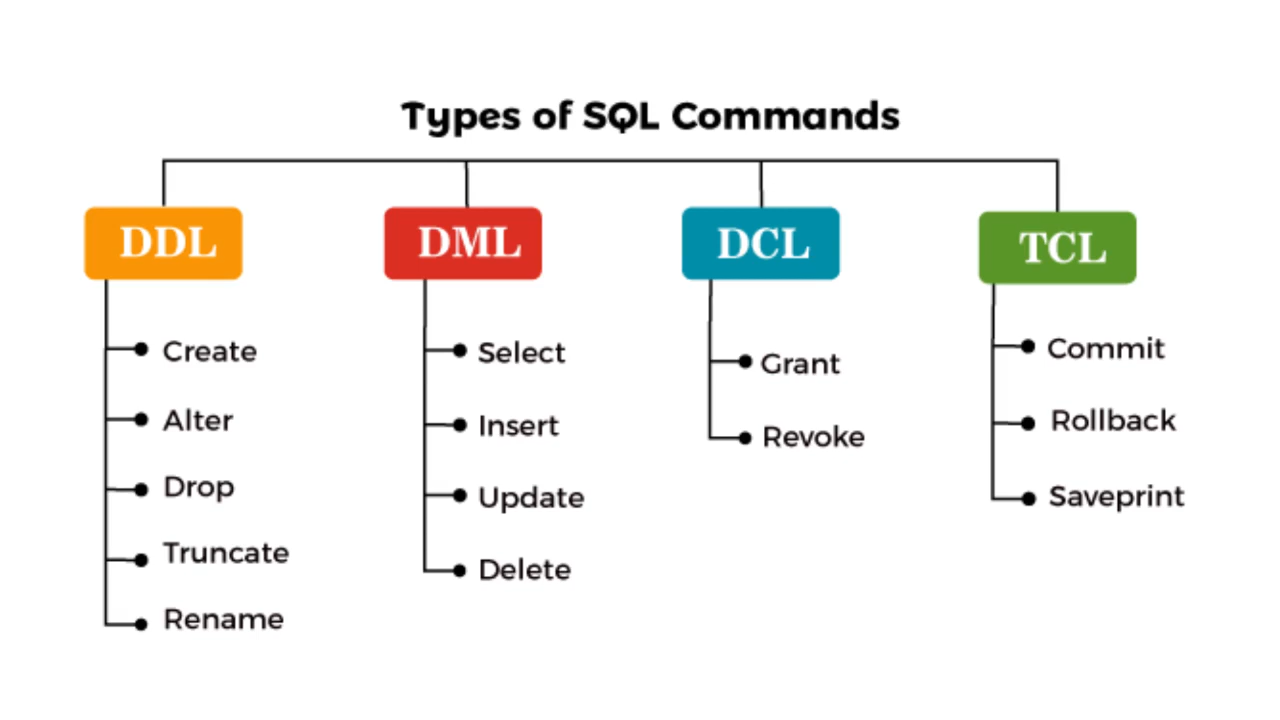 Types of SQL Commands
DDL
Create
Alter
Drop
Truncate
Rename
DML
Select
Insert
Update
Delete
DCL
Grant
Revoke
TCL
Commit
Rollback
Saveprint